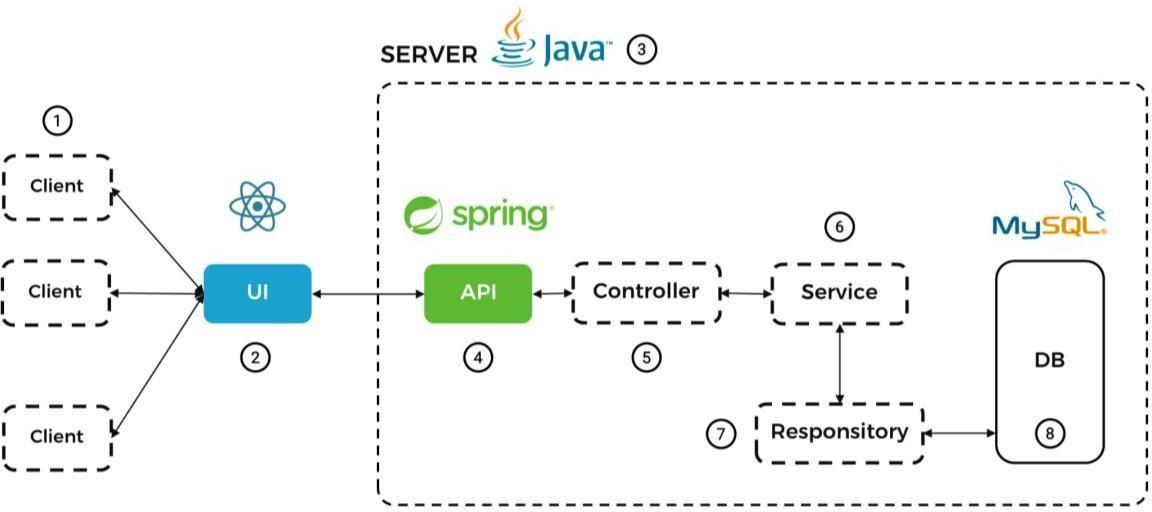 SERVER Java™ 3
1
Client
spring®
6
MySQL®
Client
UI
API
Controller
Service
2
4
5
DB
Client
7
Responsitory
8